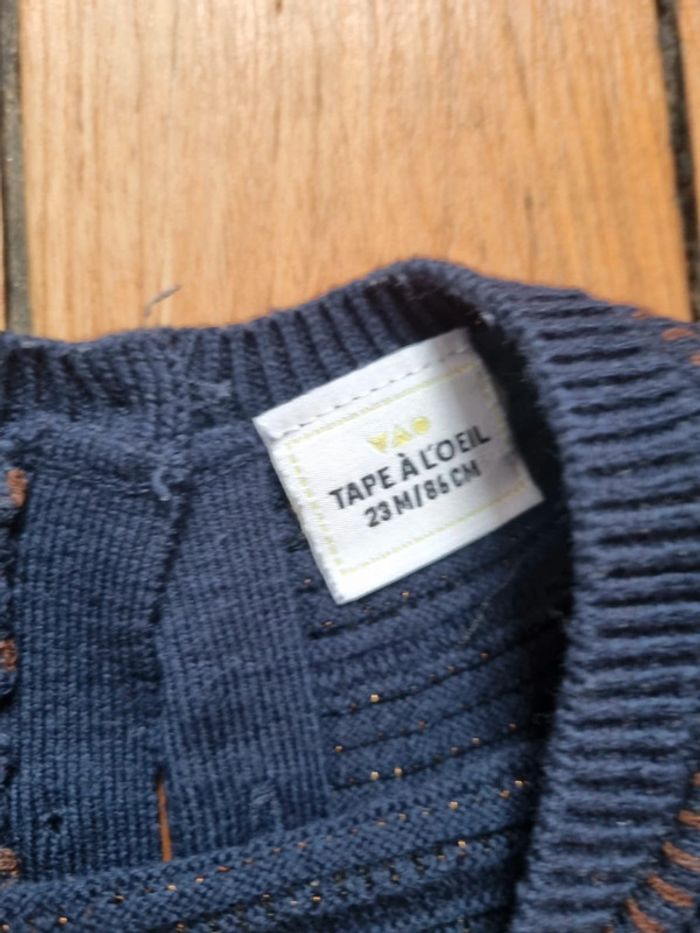 TAPE À L'OEIL
23 M/86 CM